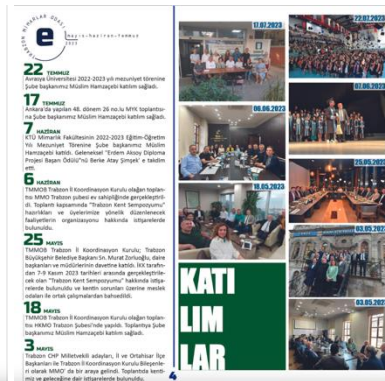 TRABZON MİMARLAR ODASI
e
Mayıs-Haziran-Temmuz
2023
22 TEMMUZ
Avrasya Üniversitesi 2022-2023 yılı mezuniyet törenine
Şube başkanımız Müslim Hamzaçebi katılım sağladı.
17 TEMMUZ
Ankara'da yapılan 48. dönem 26 no.lu MYK toplantısı-
na Şube başkanımız Müslim Hamzaçebi katılım sağladı.
7 HAZİRAN
KTÜ Mimarlık Fakültesinin 2022-2023 Eğitim-Öğretim
Yılı Mezuniyet Törenine Şube başkanımız Müslim
Hamzaçebi katıldı. Geleneksel "Erdem Aksoy Diploma
Projesi Başarı Ödülü"nü Berke Atay Şimşek' e takdim
etti.
6 HAZİRAN
TMMOB Trabzon İl Koordinasyon Kurulu olağan toplan-
tısı MMO Trabzon şubesi ev sahipliğinde gerçekleştiril-
di. Toplantı kapsamında "Trabzon Kent Sempozyumu"
hazırlıkları ve üyelerimize yönelik düzenlenecek
faaliyetlerin organizasyonu hakkında istişarelerde
bulunuldu.
25 MAYIS
TMMOB Trabzon İl Koordinasyon Kurulu; Trabzon
Büyükşehir Belediye Başkanı Sn. Murat Zorluoğlu, daire
başkanları ve müdürlerinin davetine katıldı. İKK tarafın-
dan 7-9 Kasım 2023 tarihleri arasında gerçekleştirile-
cek olan "Trabzon Kent Sempozyumu" hakkında istişa-
relerde bulunuldu ve kentin sorunları üzerine meslek
odaları ile ortak çalışmalardan bahsedildi.
18 MAYIS
TMMOB Trabzon İl Koordinasyon Kurulu olağan toplan-
tısı HKMO Trabzon Şubesi'nde yapıldı. Toplantıya Şube
başkanımız Müslim Hamzaçebi katılım sağladı.
3 MAYIS
Trabzon CHP Milletvekili adayları, il ve Ortahisar İlçe
Başkanları ile Trabzon İl Koordinasyon Kurulu Bileşenle-
ri olarak MMO' da bir araya gelindi. Toplantıda kenti-
miz ve geleceğine dair istişarelerde bulunuldu.
4
17.07.2023
22.07.2023
07.06.2023
06.06.2023
25.05.2023
18.05.2023
03.05.2023
03.05.2023
KATI
LIM
LAR